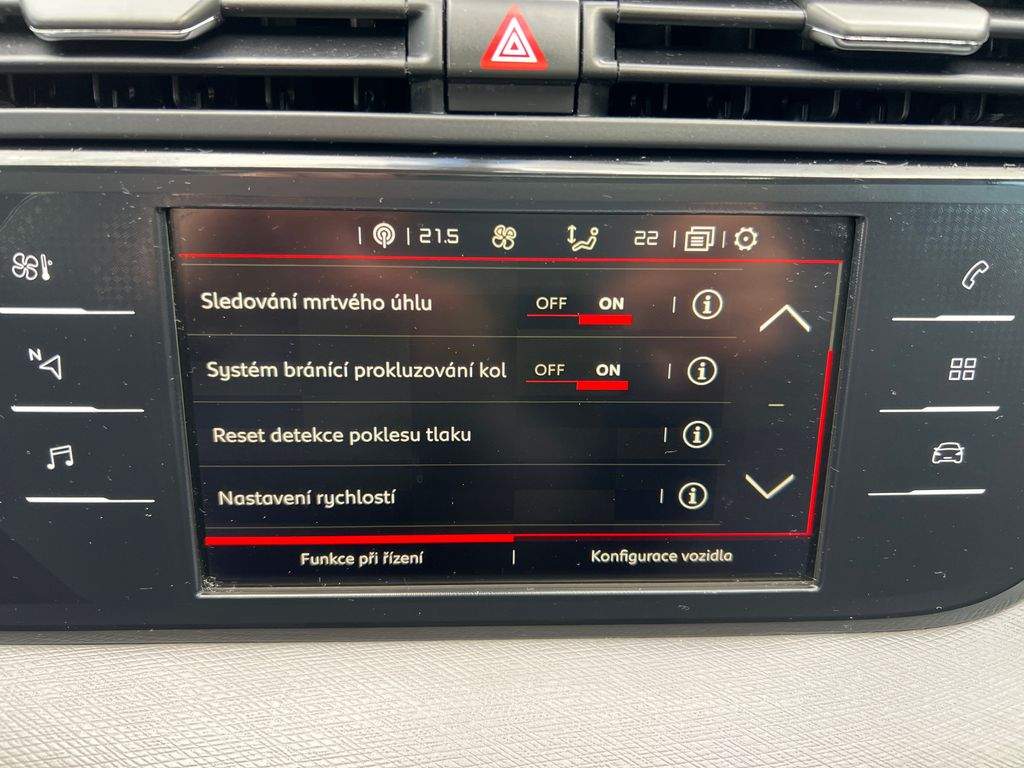 21.5 22
Sledování mrtvého úhlu OFF ON
Systém bránící prokluzování kol OFF ON
Reset detekce poklesu tlaku
Nastavení rychlostí
Funkce při řízení Konfigurace vozidla
N